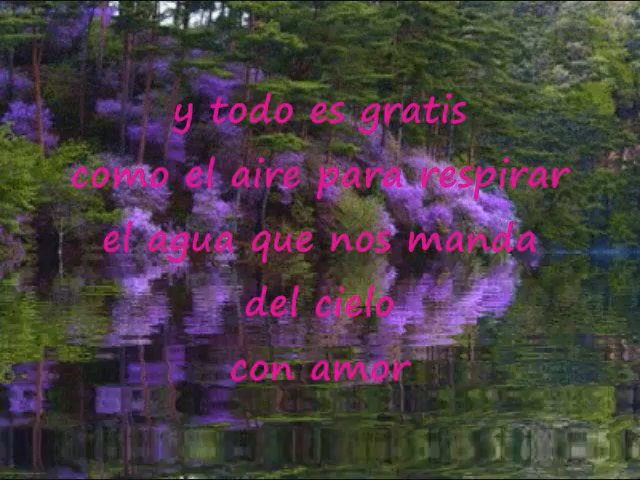 y todo es gratis
como el aire para respirar
el agua que nos manda
del cielo
con amor